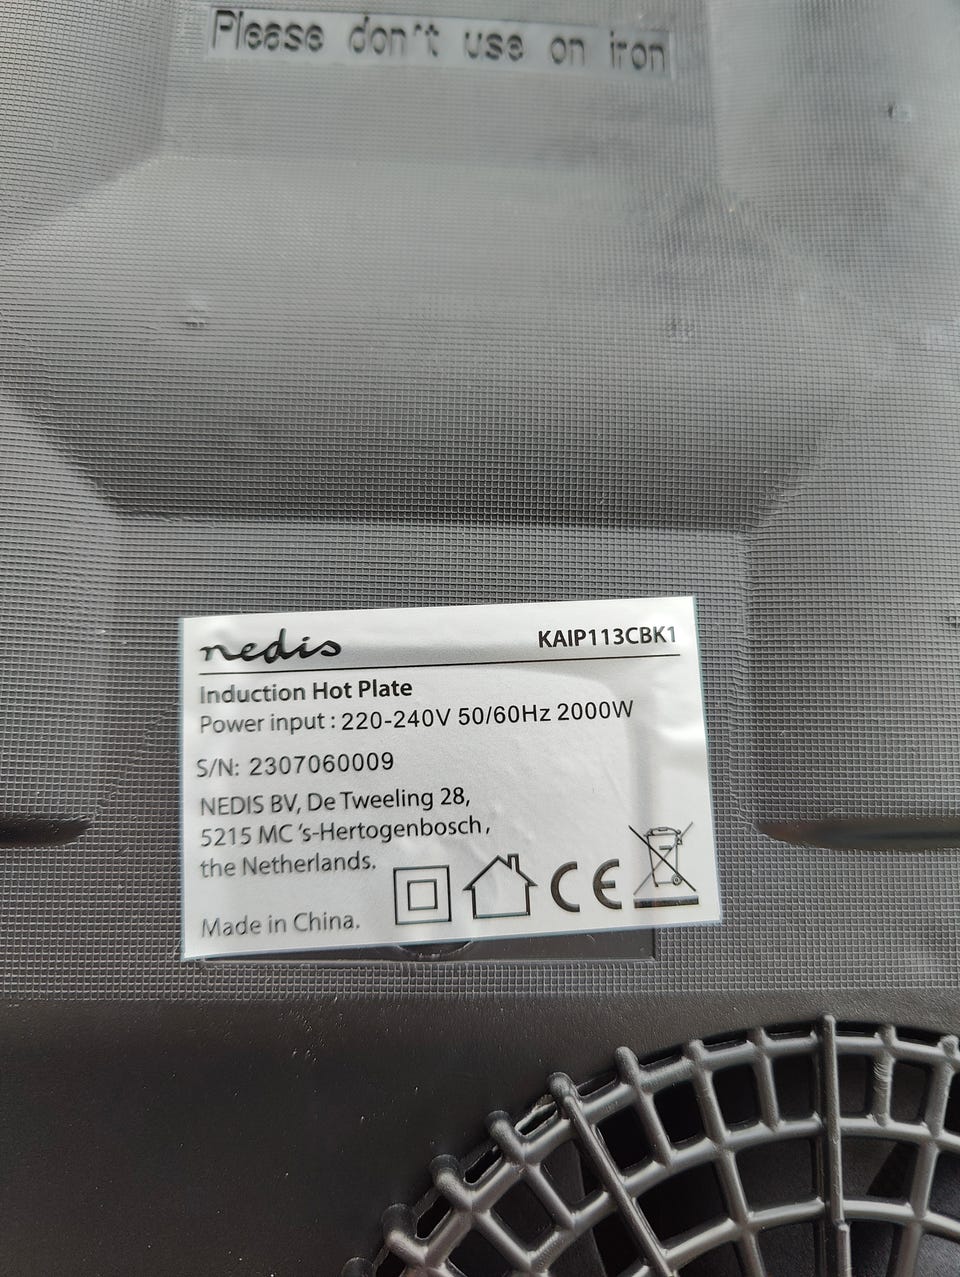 Please don't use on iron
nedis KAIP113CBK1
Induction Hot Plate
Power input : 220-240V 50/60Hz 2000W
S/N: 2307060009
NEDIS BV, De Tweeling 28,
5215 MC 's-Hertogenbosch,
the Netherlands.
CE
Made in China.